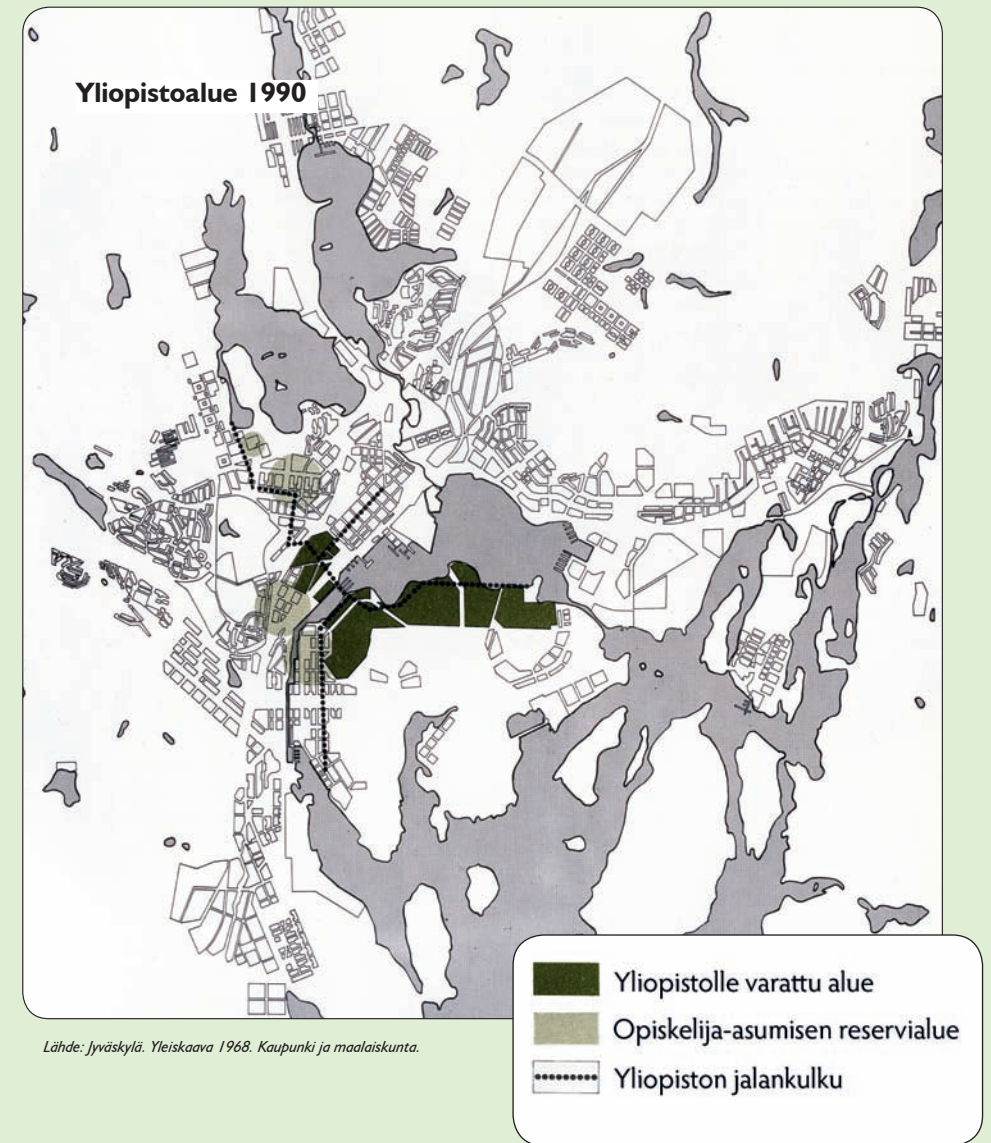 Yliopistoalue 1990
Yliopistolle varattu alue
Opiskelija-asumisen reservialue
Yliopiston jalankulku
Lähde: Jyväskylä. Yleiskaava 1968. Kaupunki ja maalaiskunta.